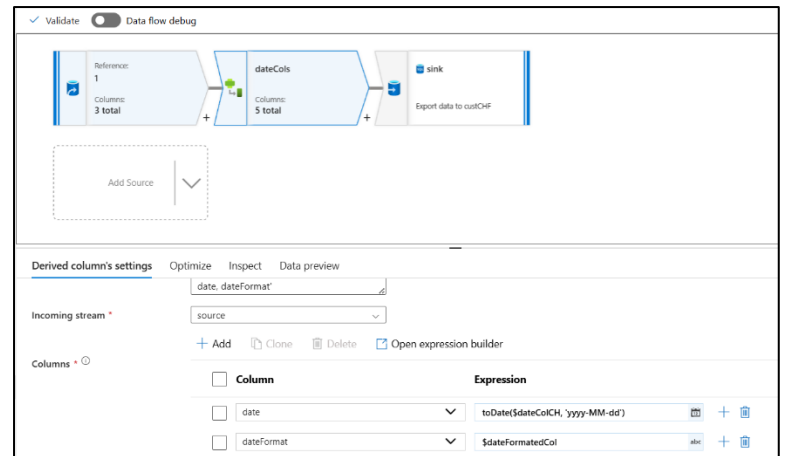 Validate Data flow debug
Reference:
1
Columns:
3 total
+
dateCols
Columns:
5 total
+
sink
Export data to custCHF
Add Source
Derived column's settings Optimize Inspect Data preview
date, dateFormat'
Incoming stream * source
+ Add Clone Delete Open expression builder
Columns *
Column Expression
date toDate($dateColCH, 'yyyy-MM-dd')
dateFormat $dateFormatedCol abc